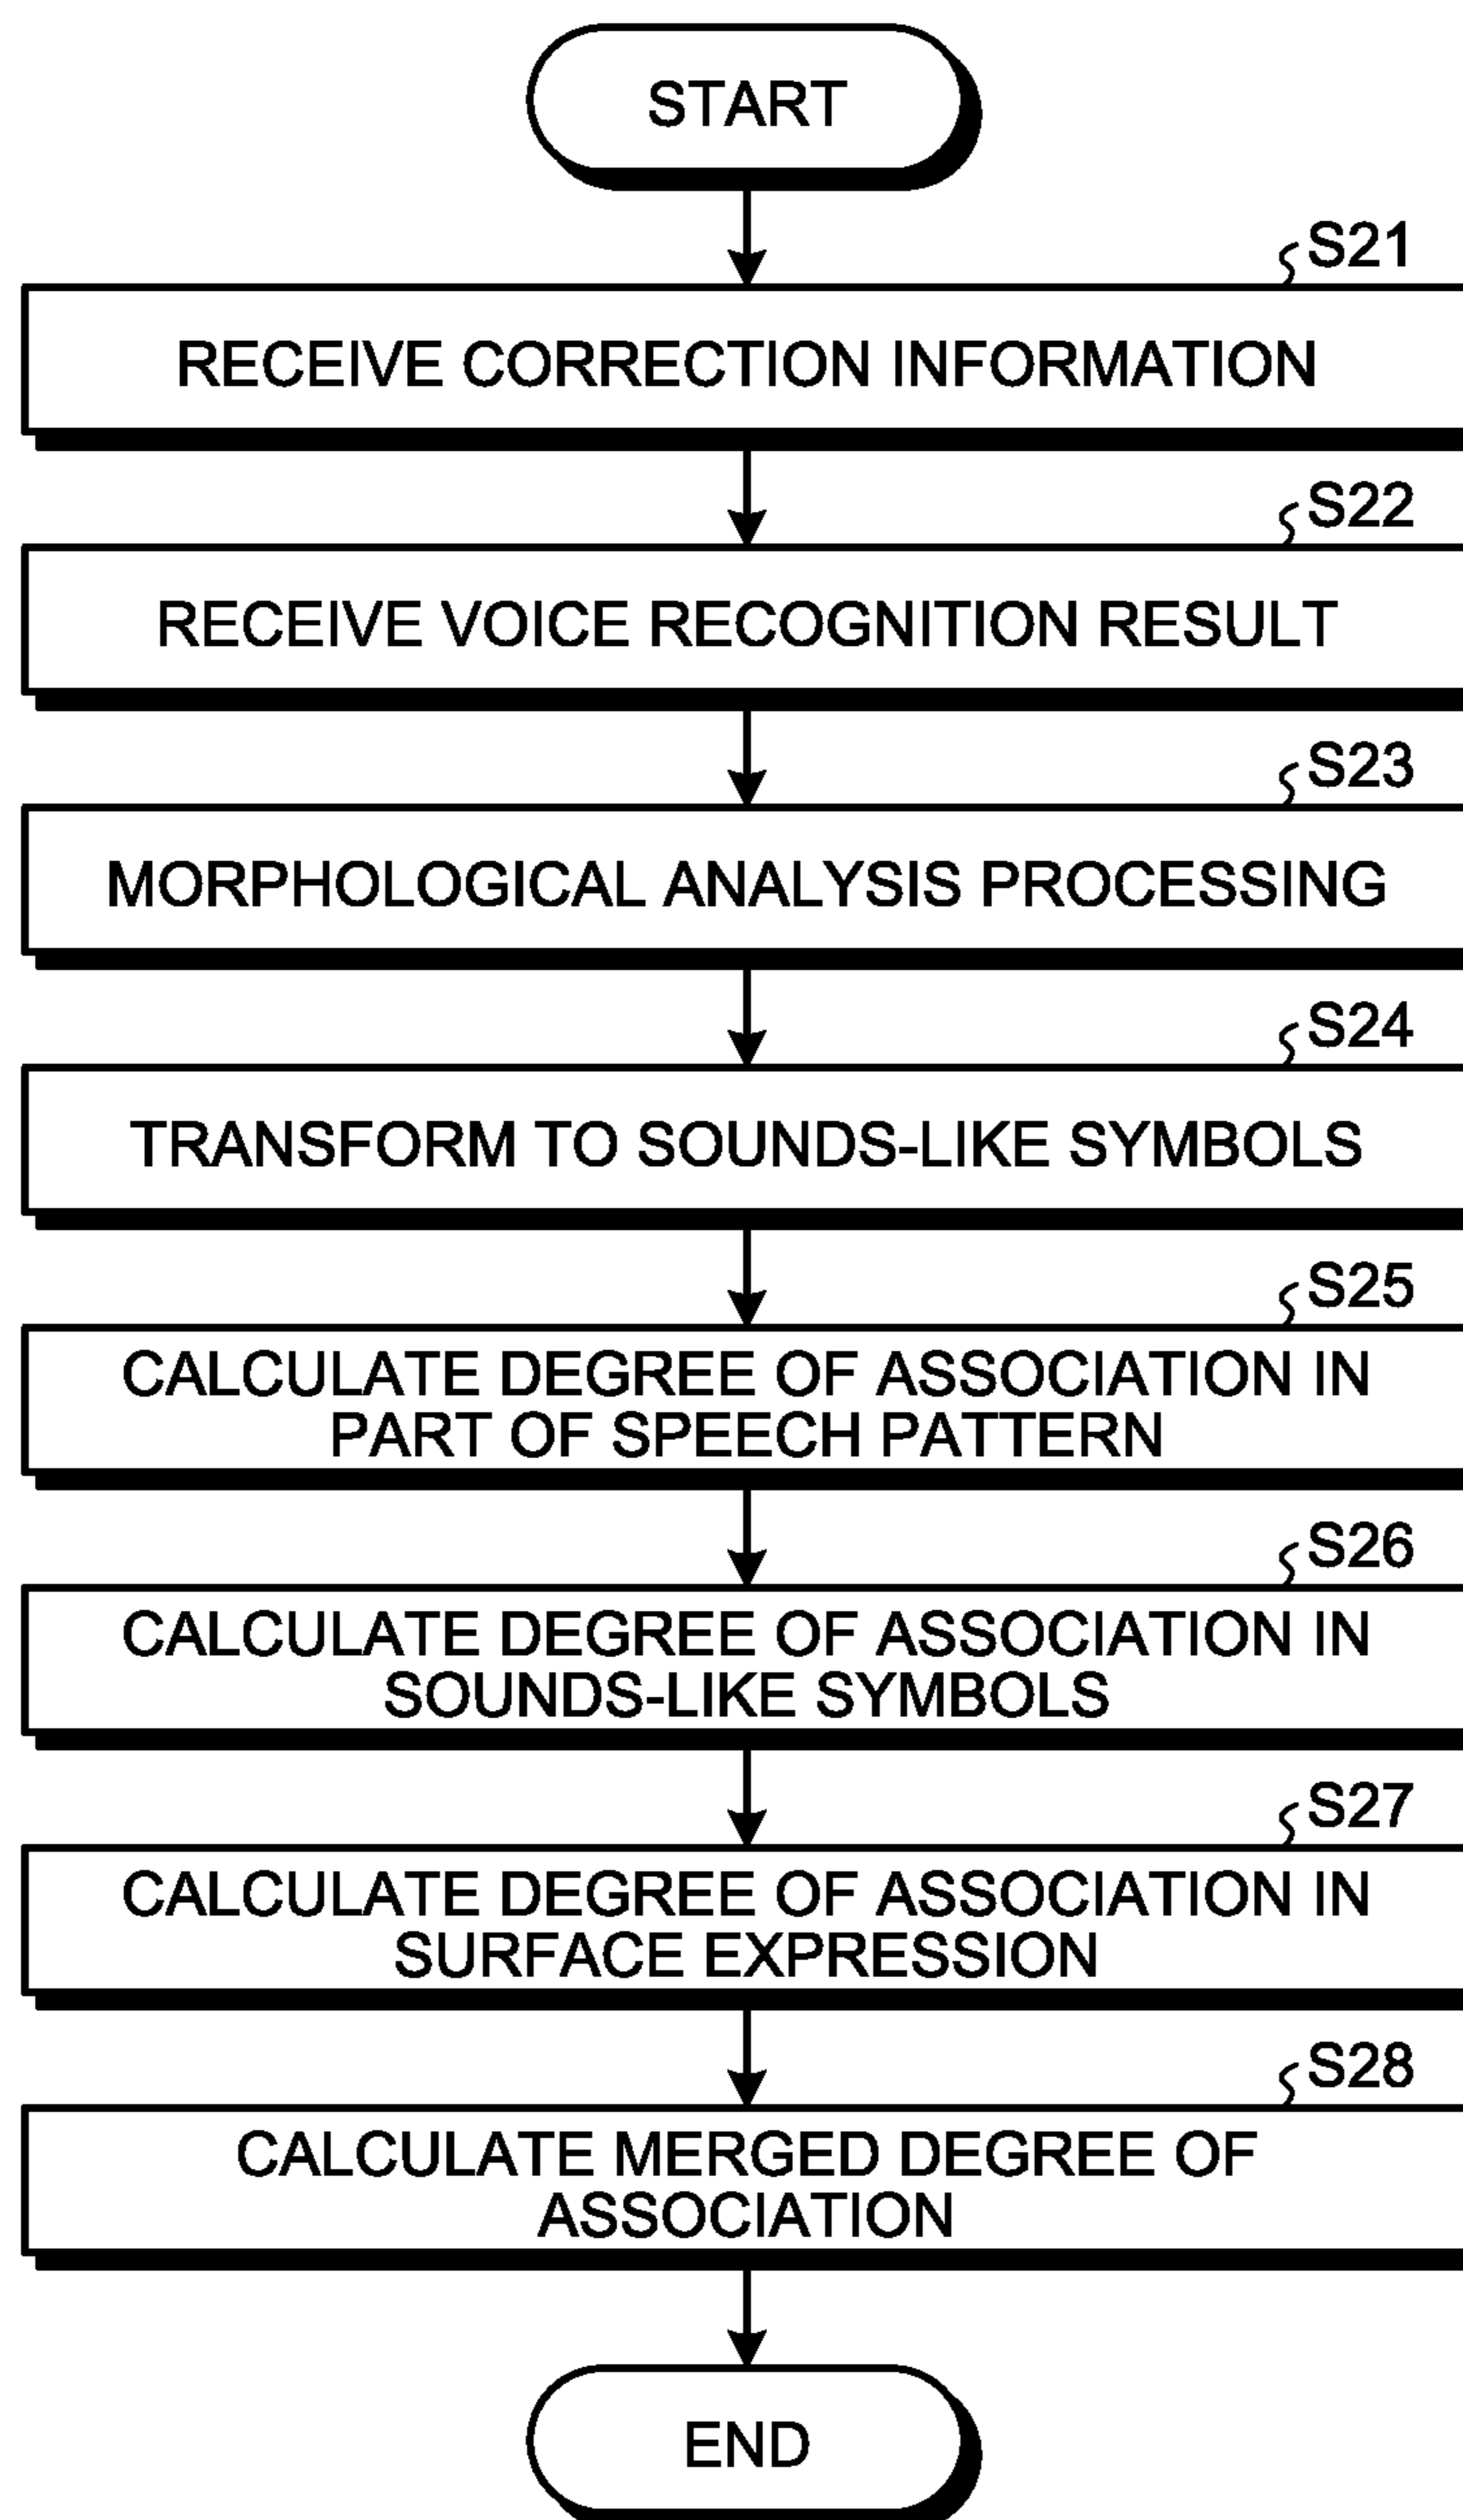 START
S21
RECEIVE CORRECTION INFORMATION
S22
RECEIVE VOICE RECOGNITION RESULT
S23
MORPHOLOGICAL ANALYSIS PROCESSING
S24
TRANSFORM TO SOUNDS-LIKE SYMBOLS
S25
CALCULATE DEGREE OF ASSOCIATION IN
PART OF SPEECH PATTERN
S26
CALCULATE DEGREE OF ASSOCIATION IN
SOUNDS-LIKE SYMBOLS
S27
CALCULATE DEGREE OF ASSOCIATION IN
SURFACE EXPRESSION
S28
CALCULATE MERGED DEGREE OF
ASSOCIATION
END